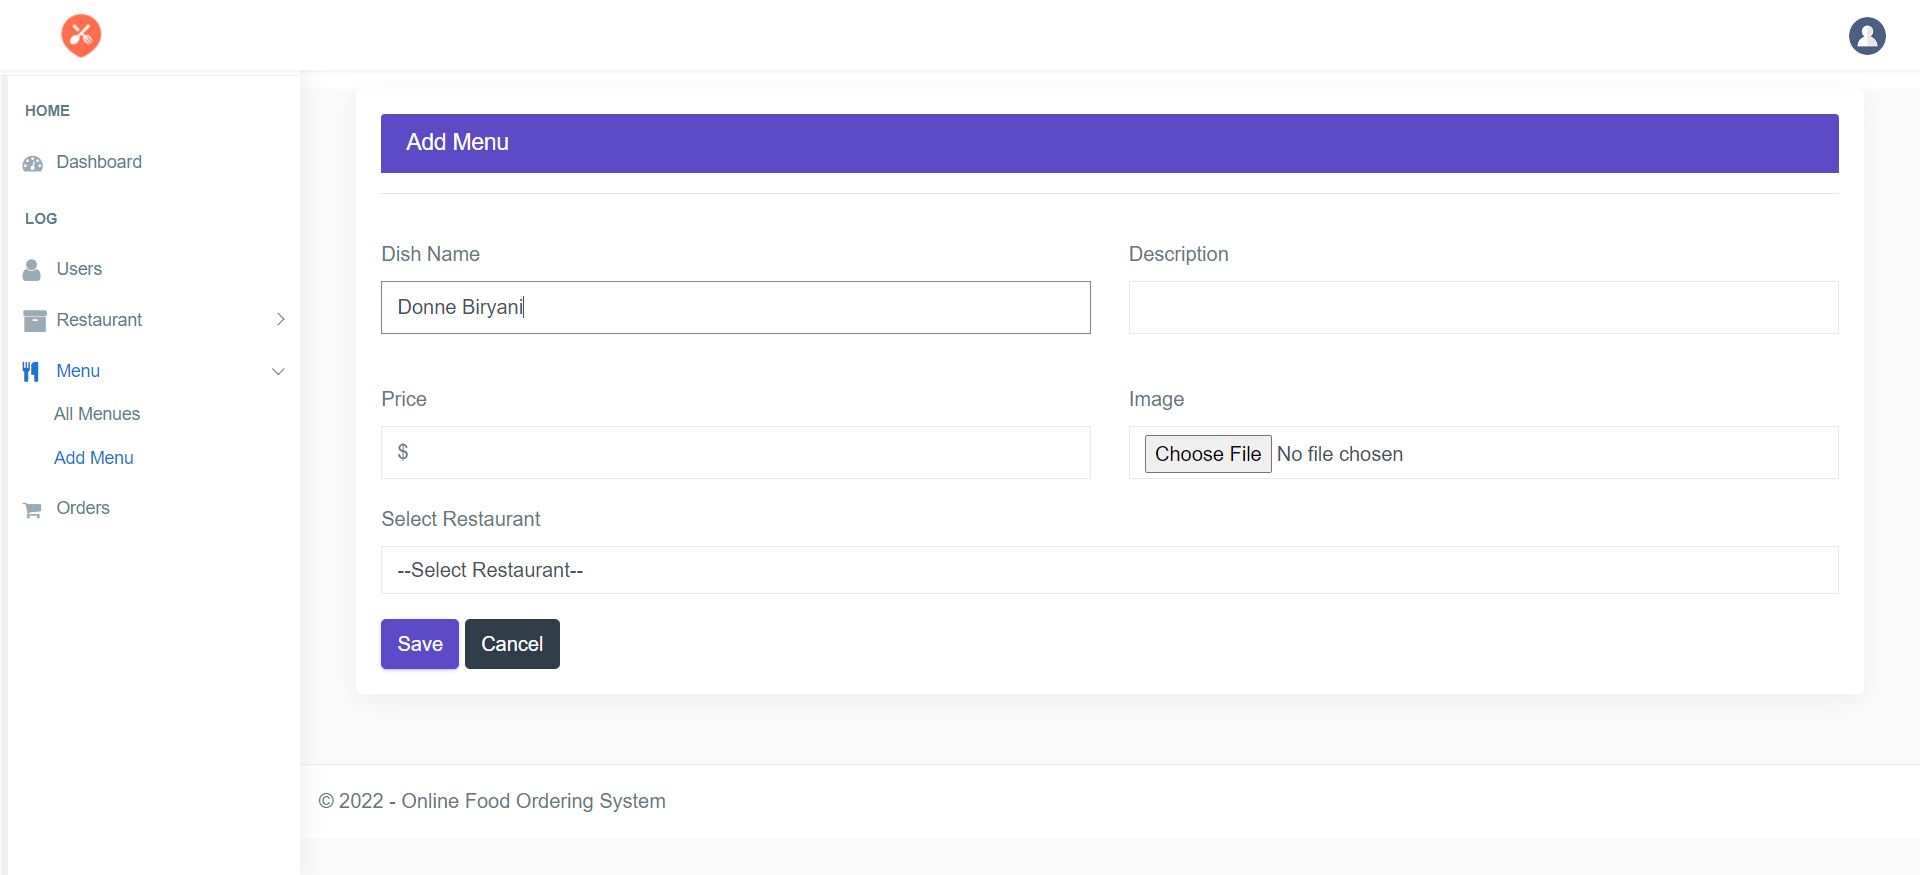 HOME
Dashboard
LOG
Users
Restaurant
Menu
All Menues
Add Menu
Orders
Add Menu
Dish Name
Donne Biryani
Description
Price
$
Image
Choose File No file chosen
Select Restaurant
--Select Restaurant--
Save Cancel
© 2022 - Online Food Ordering System